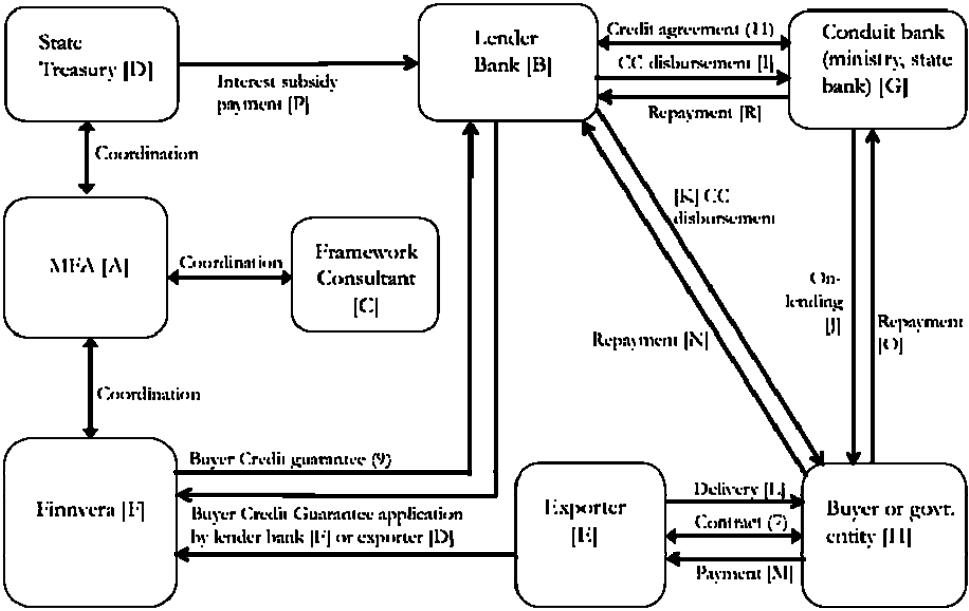 State
Treasury [D]
Interest subsidy
payment [P]
Lender
Bank [B]
Credit agreement (11)
CC disbursement [I]
Repayment [R]
Conduit bank
(ministry, state
bank) [G]
Coordination
MFA [A]
Coordination
Framework
Consultant
[C]
[K] CC
disbursement
Repayment [N]
On-
lending
[J]
Repayment
[O]
Coordination
Finnvera [F]
Buyer Credit guarantee (9)
Buyer Credit Guarantee application
by lender bank [F] or exporter [D]
Exporter
[E]
Delivery [L]
Contract (7)
Payment [M]
Buyer or govt.
entity [H]